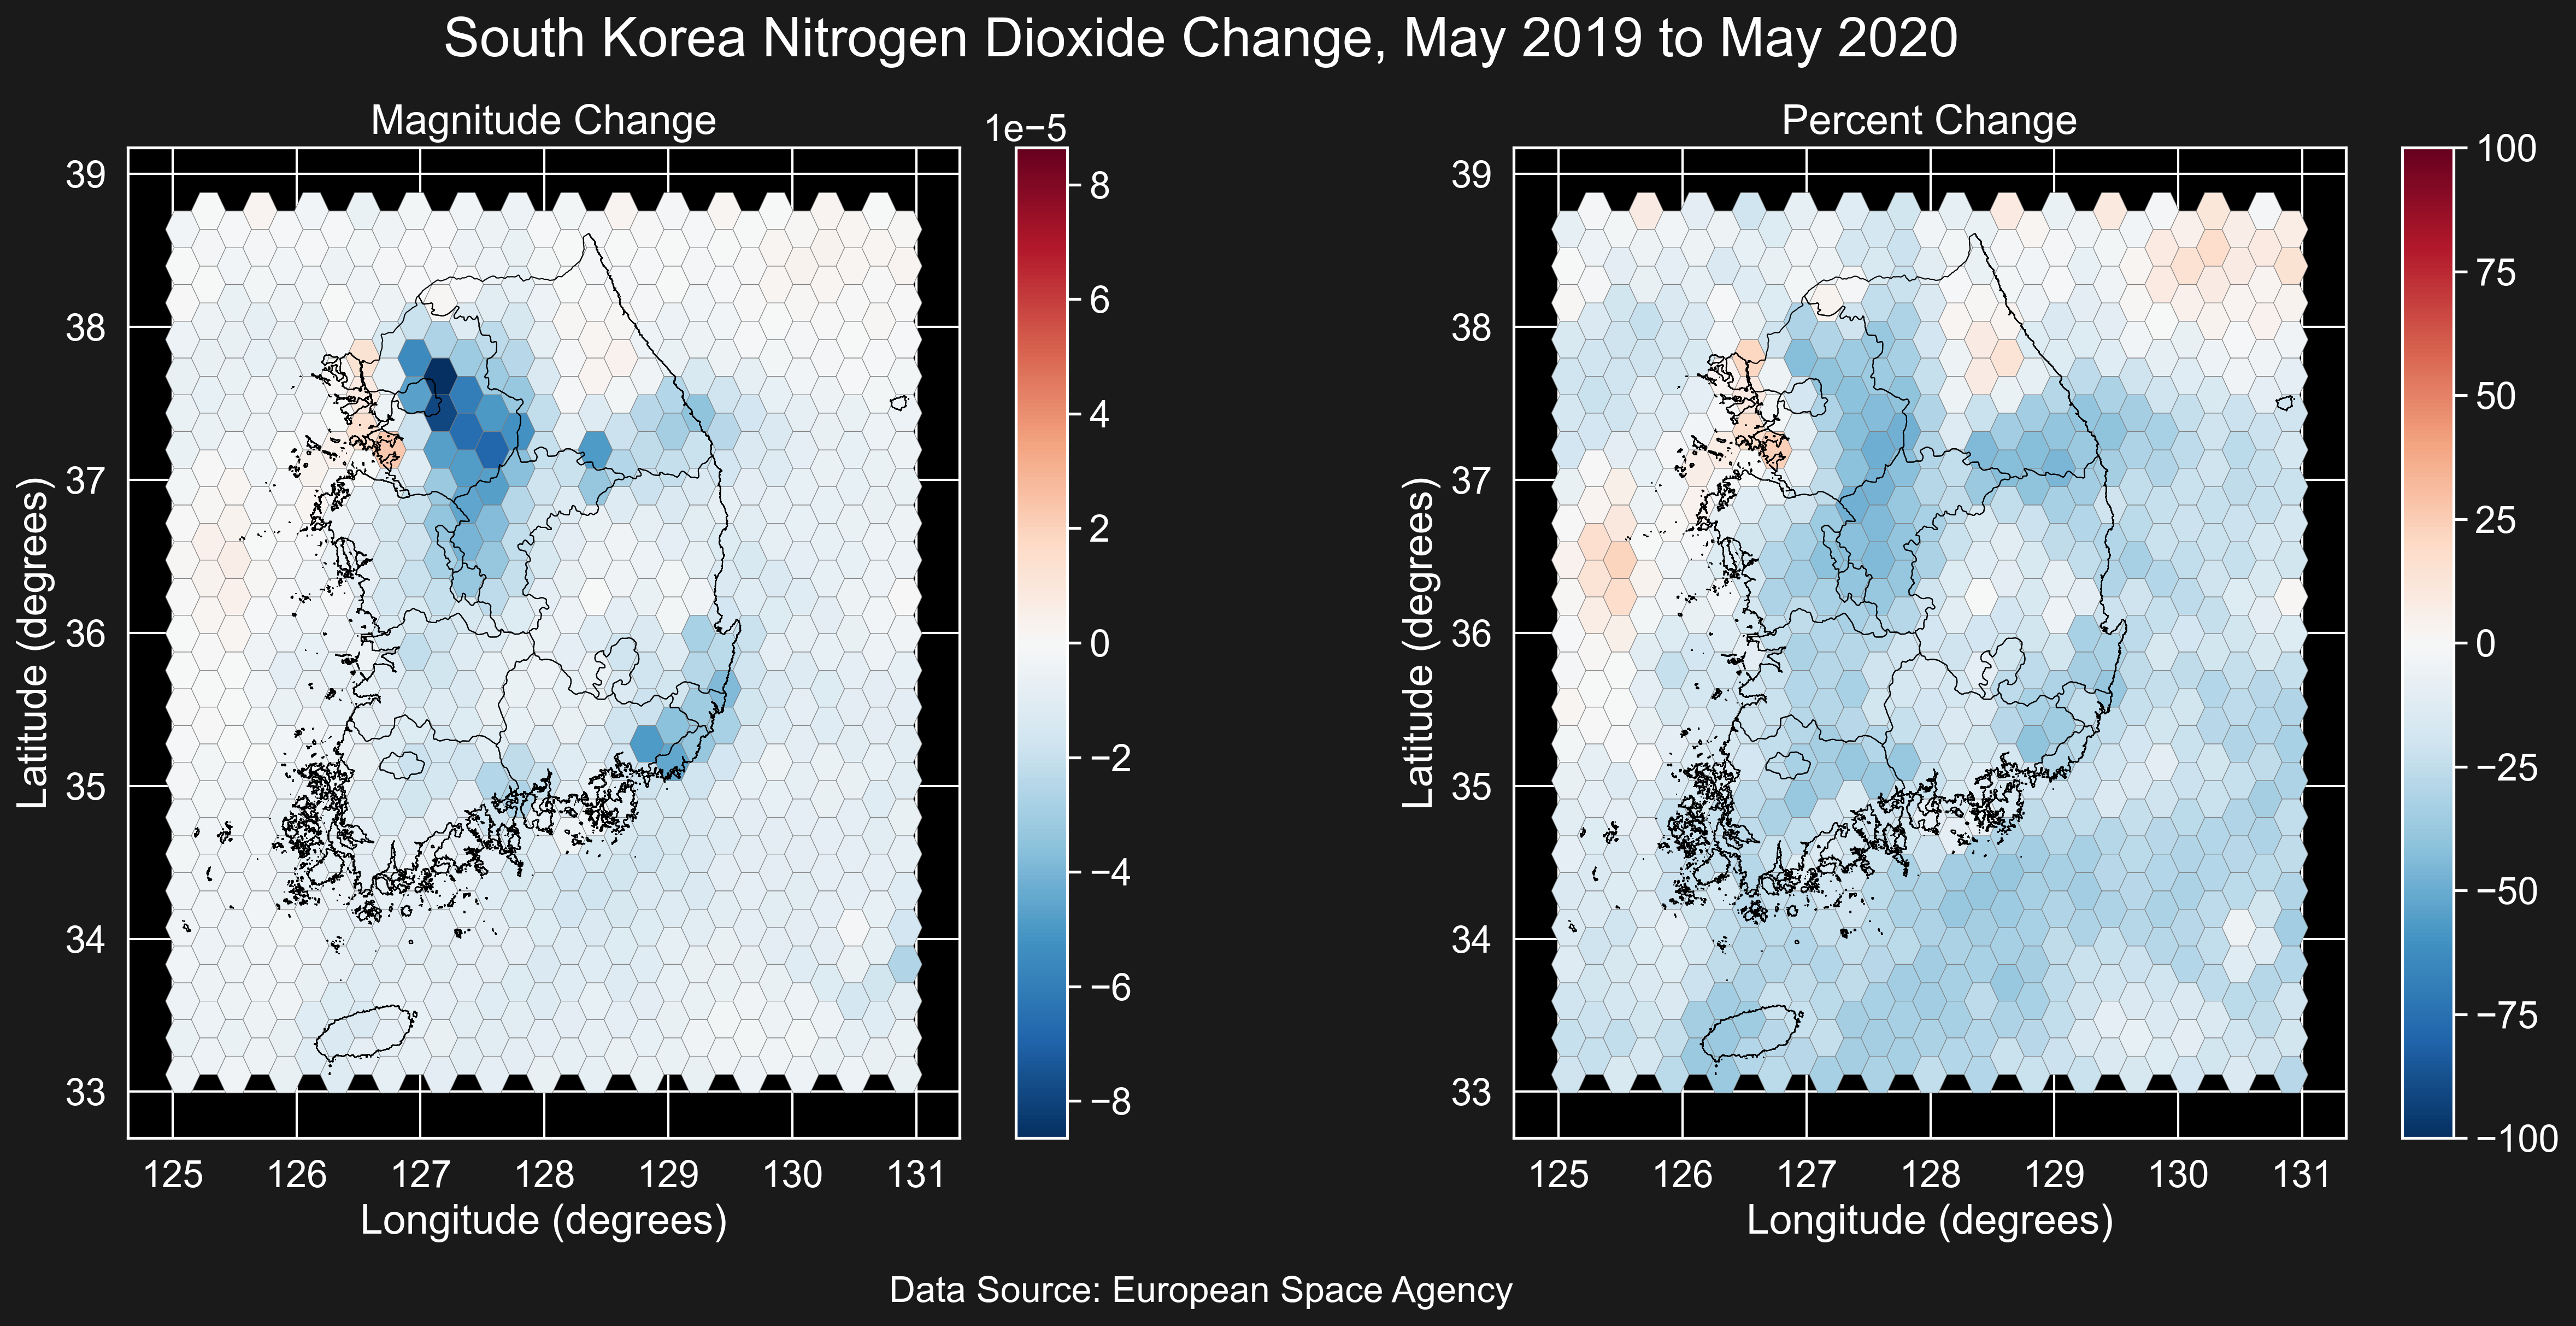 South Korea Nitrogen Dioxide Change, May 2019 to May 2020
Magnitude Change
1e−5
39
38
37
36
35
34
33
Latitude (degrees)
125 126 127 128 129 130 131
Longitude (degrees)
8
6
4
2
0
−2
−4
−6
−8
Percent Change
39
38
37
36
35
34
33
Latitude (degrees)
125 126 127 128 129 130 131
Longitude (degrees)
100
75
50
25
0
−25
−50
−75
−100
Data Source: European Space Agency